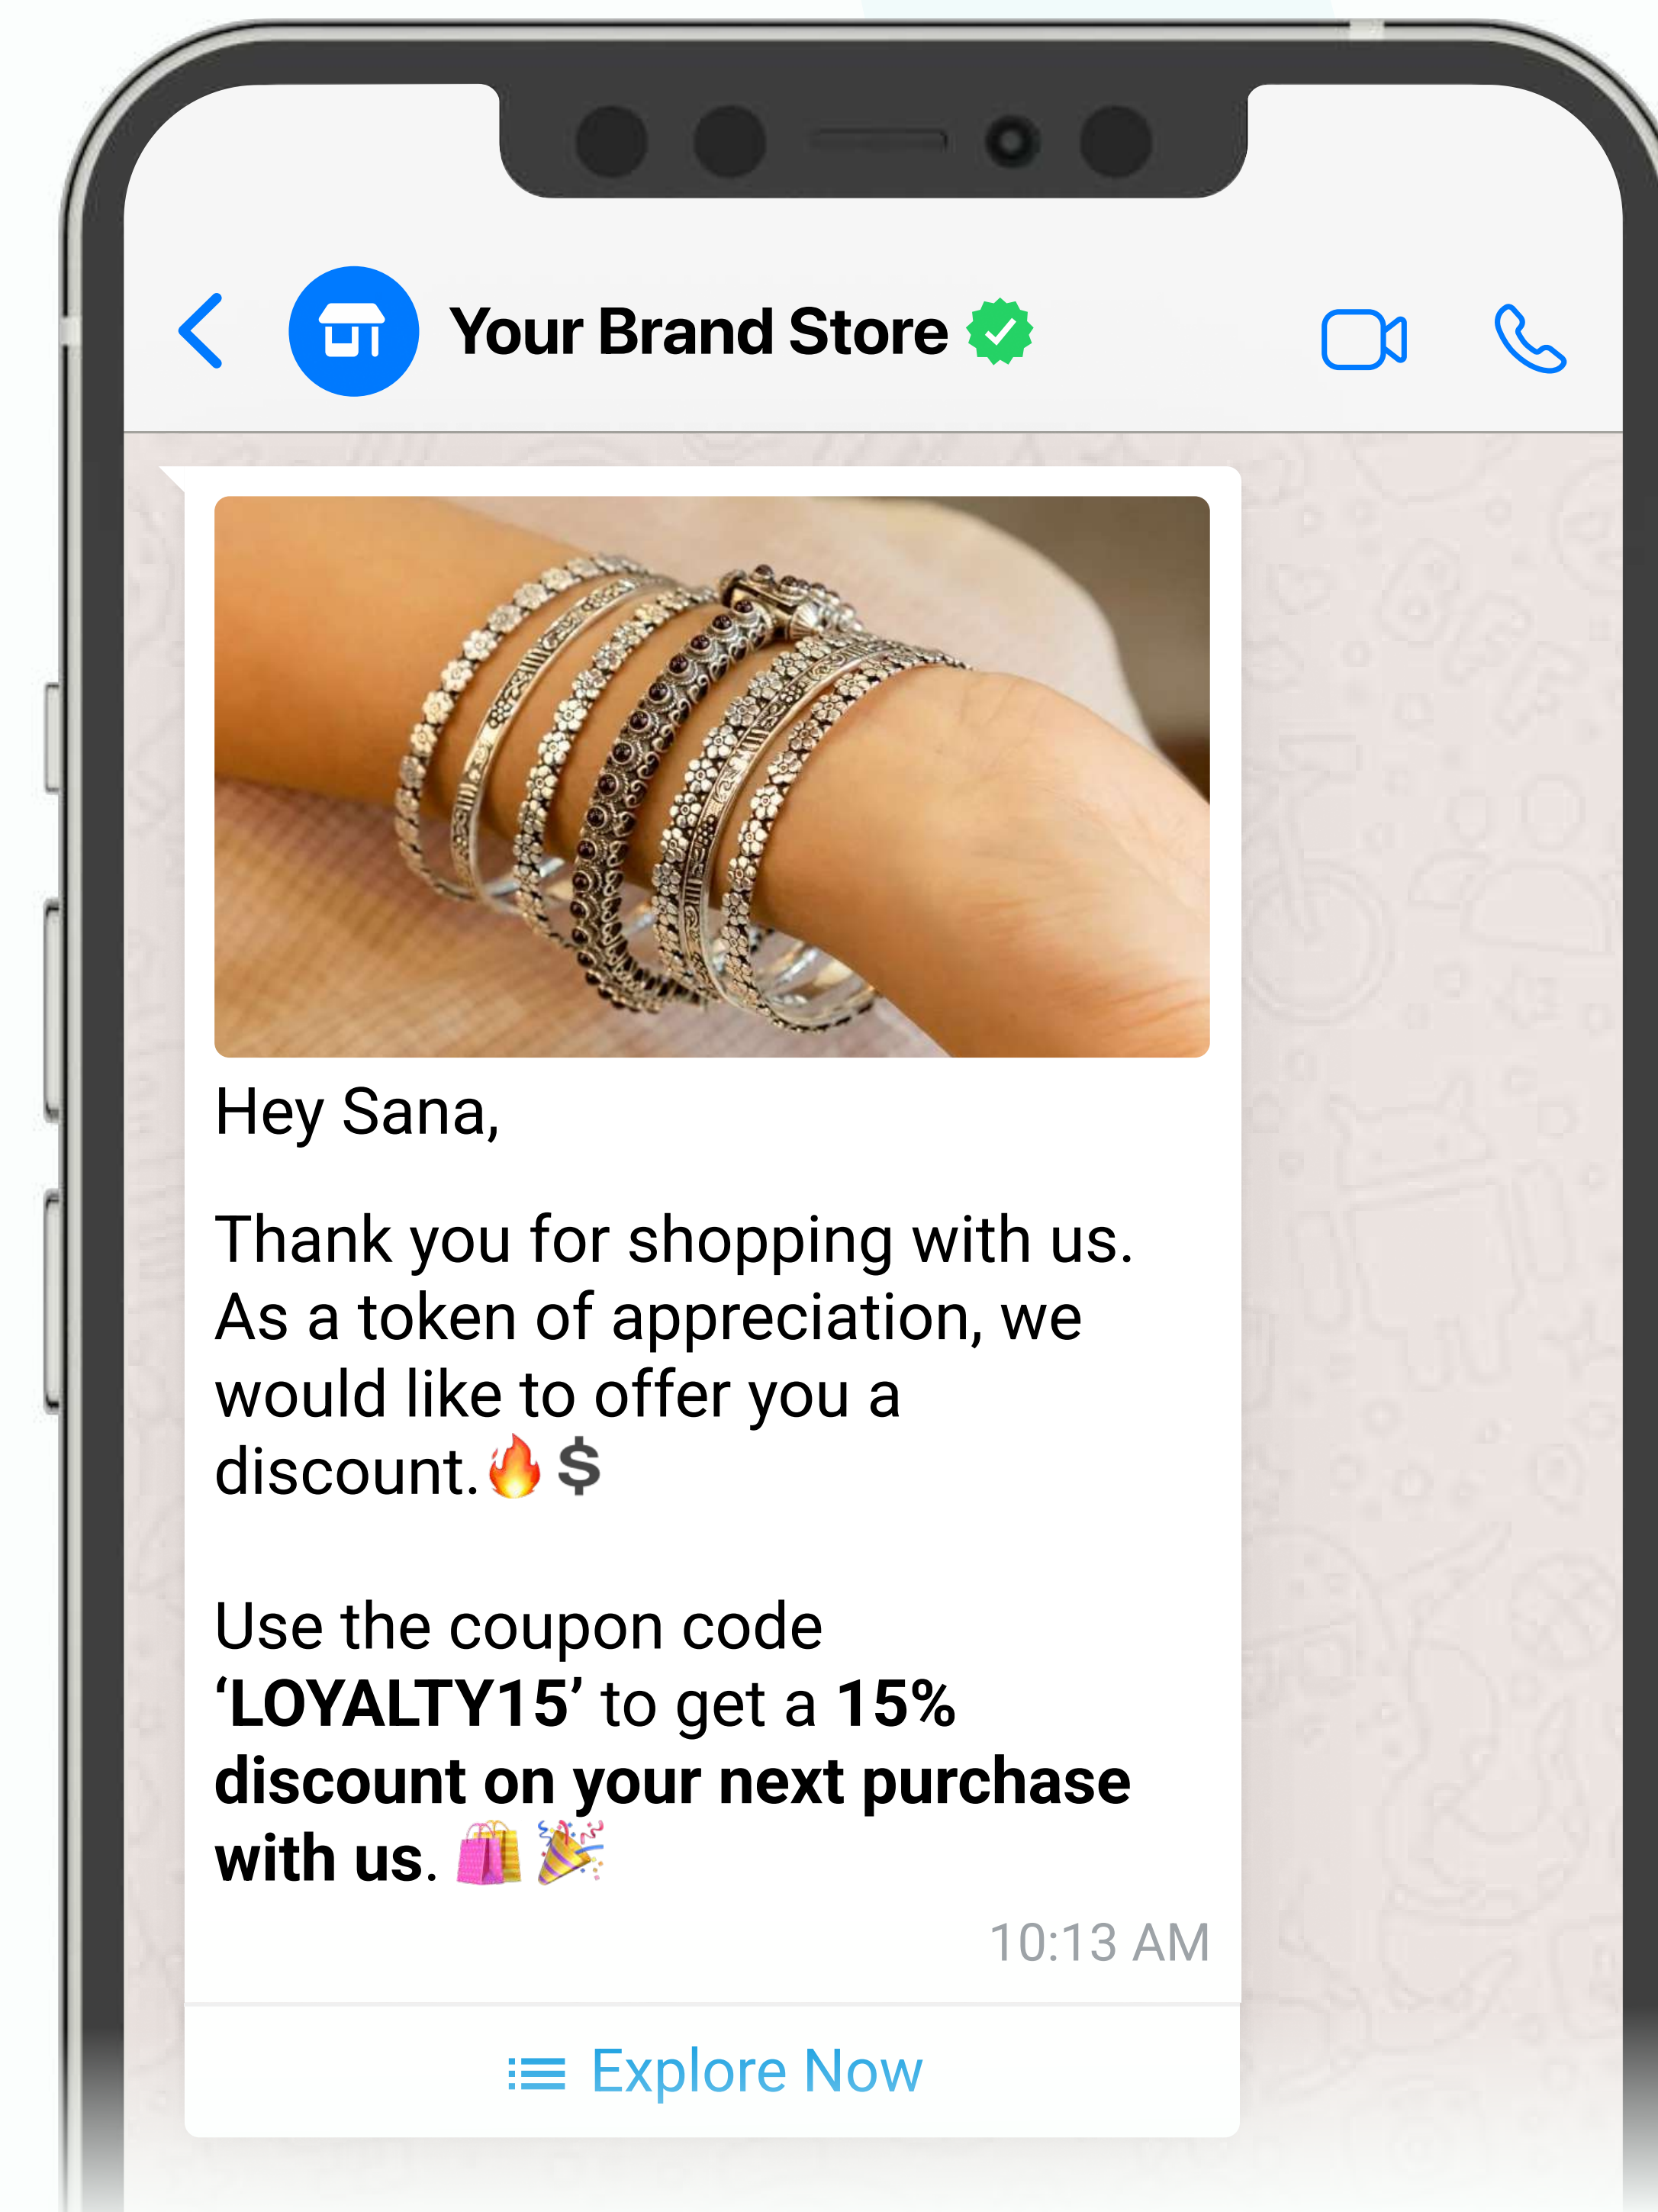 Your Brand Store
Hey Sana,
Thank you for shopping with us.
As a token of appreciation, we
would like to offer you a
discount.🔥💲
Use the coupon code
‘LOYALTY15’ to get a 15%
discount on your next purchase
with us. 🛍️ 🎉
10:13 AM
Explore Now